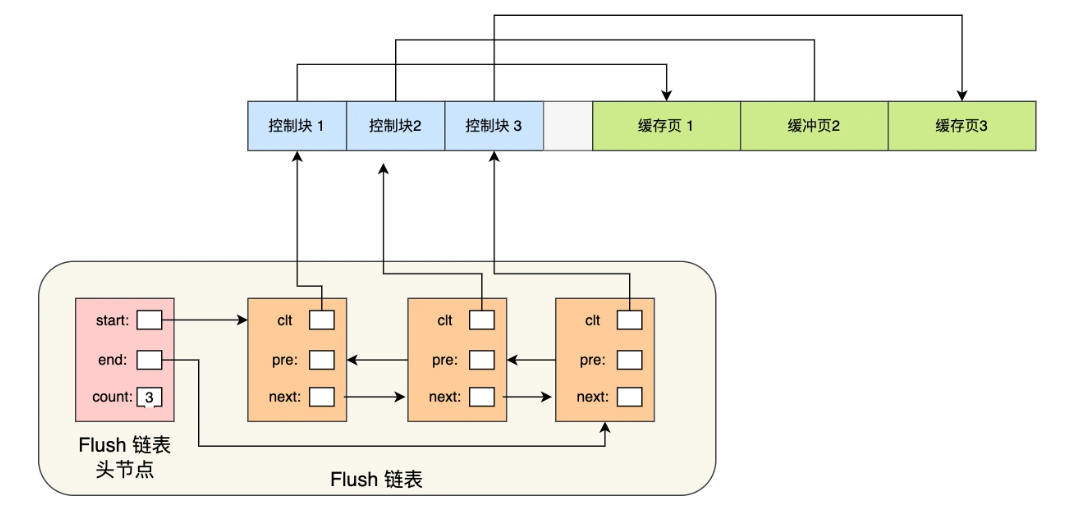 控制块 1
控制块2
控制块 3
缓存页 1
缓冲页2
缓存页3
start:
end:
count: 3
clt
pre:
next:
clt
pre:
next:
clt
pre:
next:
Flush 链表
头节点
Flush 链表